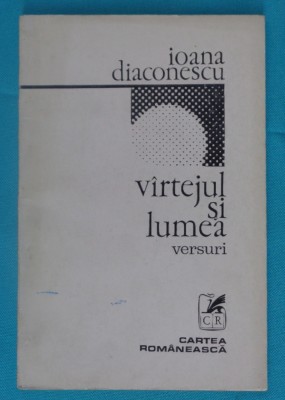 ioana
diaconescu
vîrtejul
și
lumea
versuri
CR
CARTEA
ROMÂNEASCĂ